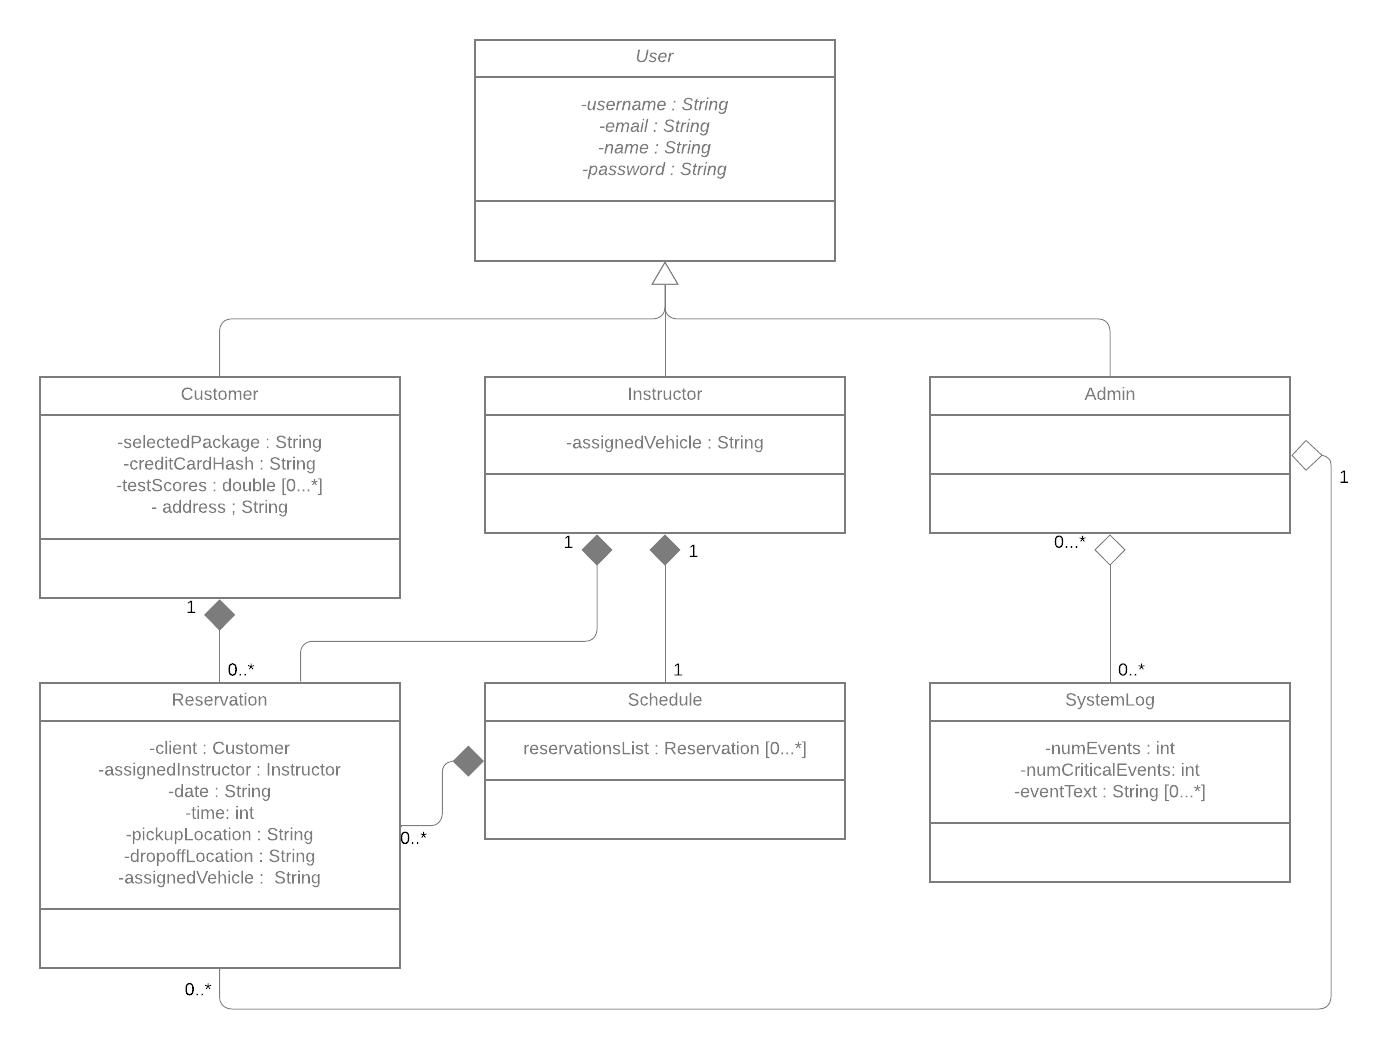 User
-username : String
-email : String
-name : String
-password : String
Customer
-selectedPackage : String
-creditCardHash : String
-testScores : double [0...*]
- address ; String
Instructor
-assignedVehicle : String
Admin
1
1
1
1
0...*
0..*
1
0..*
Reservation
-client : Customer
-assignedInstructor : Instructor
-date : String
-time: int
-pickupLocation : String
-dropoffLocation : String
-assignedVehicle :  String
0..*
Schedule
reservationsList : Reservation [0...*]
SystemLog
-numEvents : int
-numCriticalEvents: int
-eventText : String [0...*]
0..*